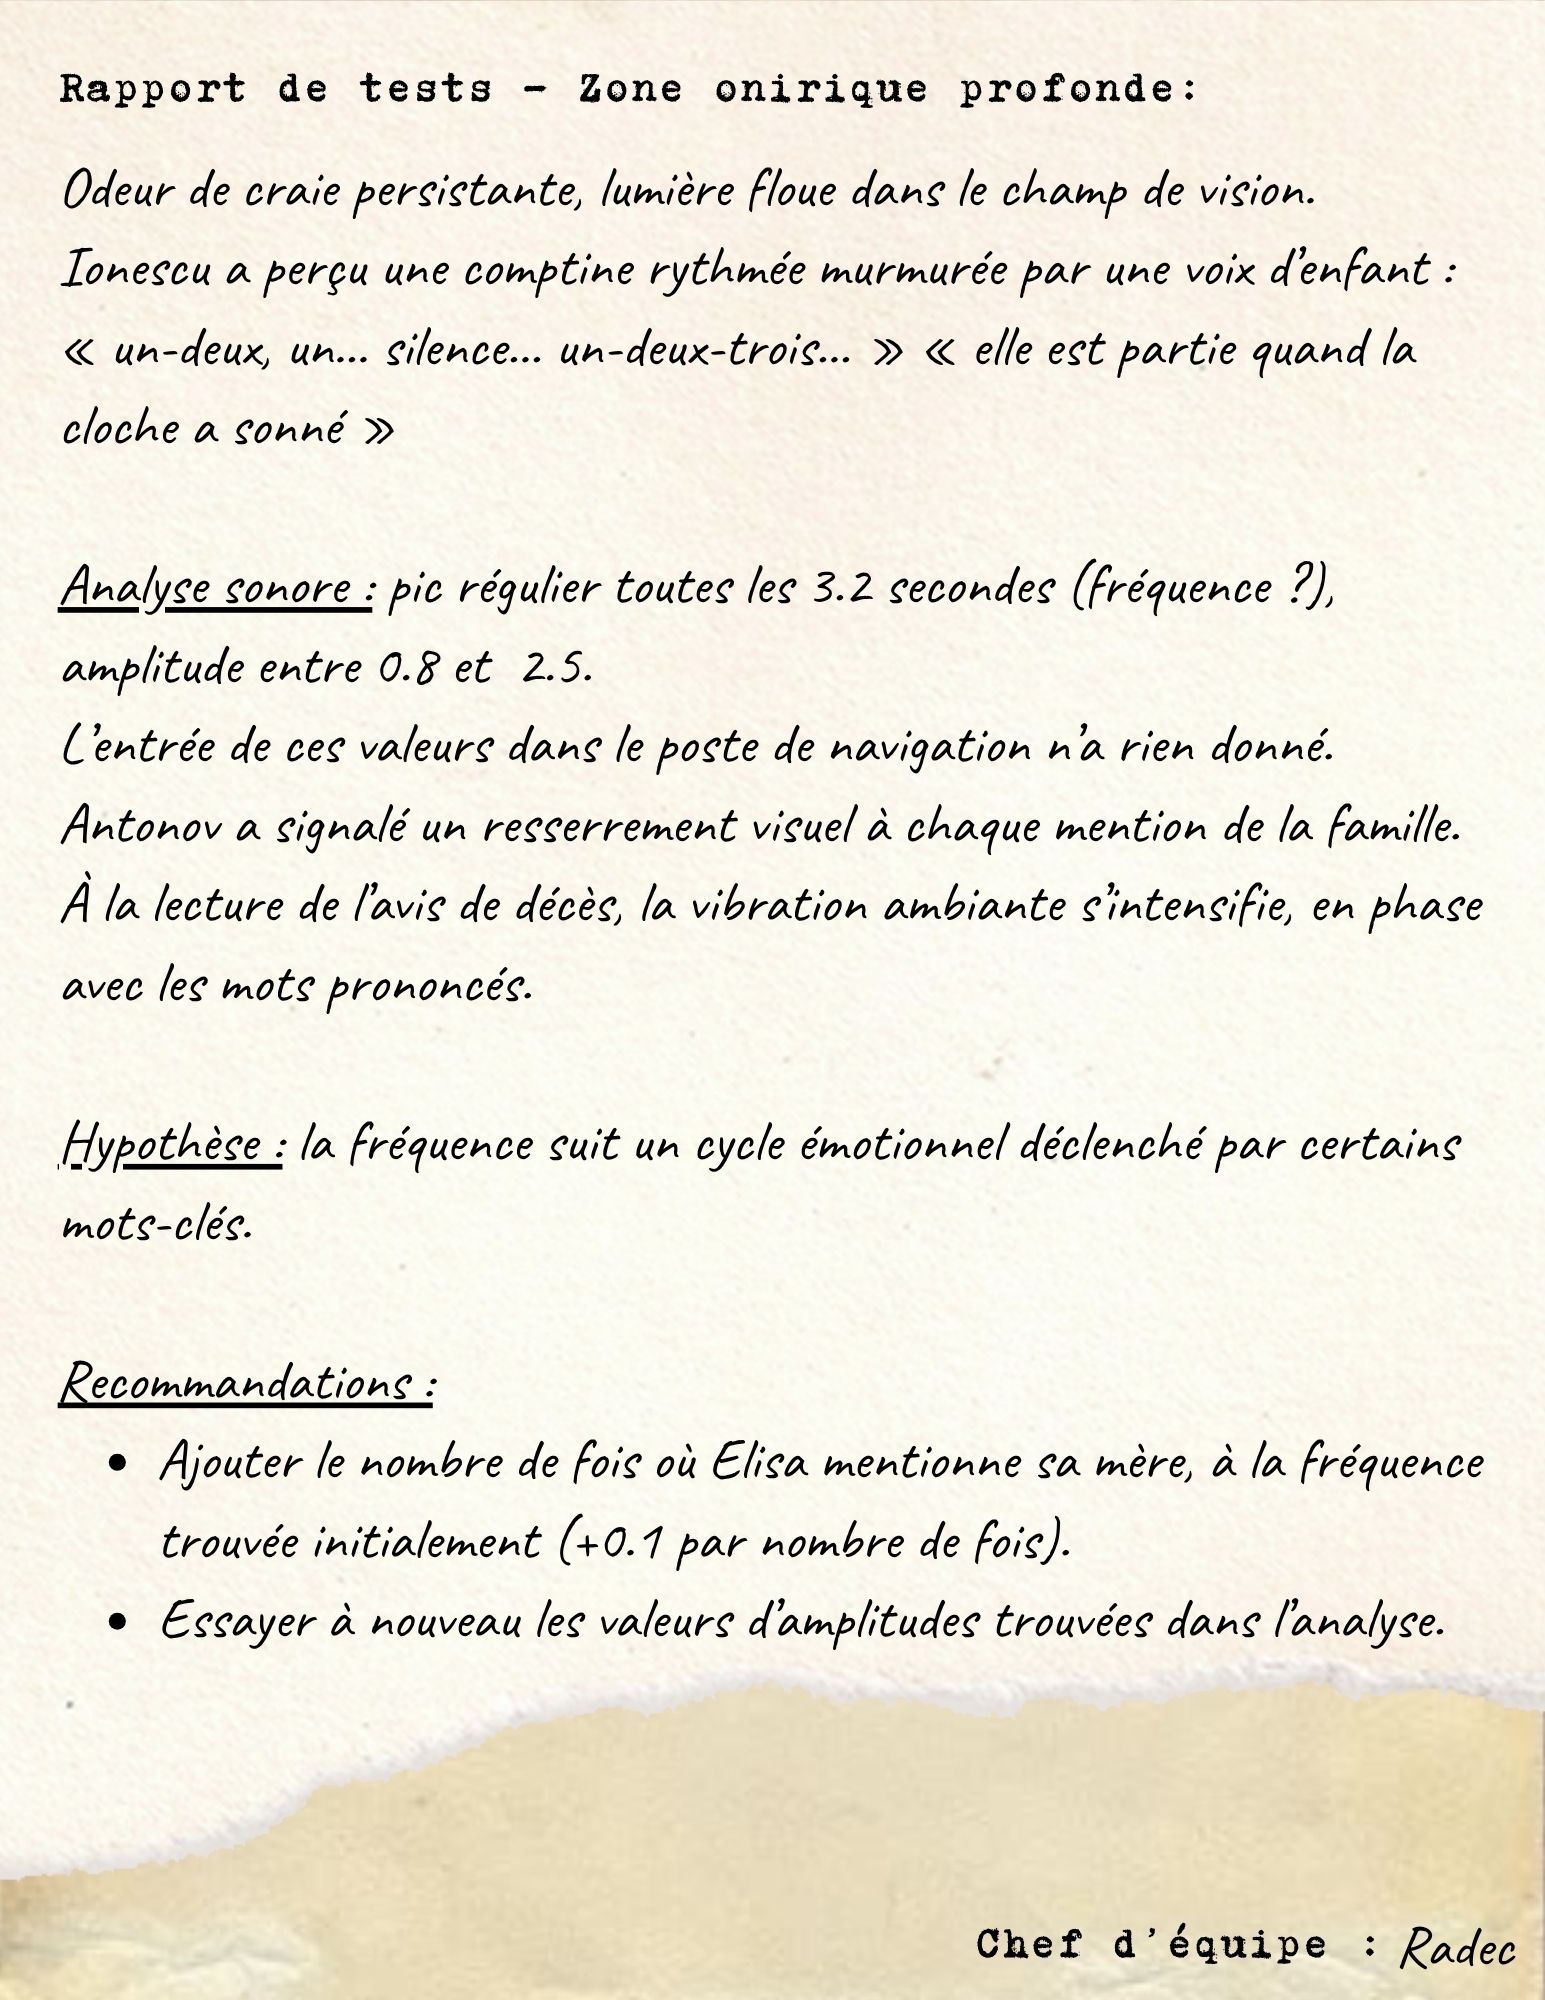 Rapport de tests – Zone onirique profonde:
Odeur de craie persistante, lumière floue dans le champ de vision.
Ionescu a perçu une comptine rythmée murmurée par une voix d’enfant :
« un-deux, un... silence... un-deux-trois... » « elle est partie quand la
cloche a sonné »
Analyse sonore : pic régulier toutes les 3.2 secondes (fréquence ?),
amplitude entre 0.8 et 2.5.
L’entrée de ces valeurs dans le poste de navigation n’a rien donné.
Antonov a signalé un resserrement visuel à chaque mention de la famille.
À la lecture de l’avis de décès, la vibration ambiante s’intensifie, en phase
avec les mots prononcés.
Hypothèse : la fréquence suit un cycle émotionnel déclenché par certains
mots-clés.
Recommandations :
• Ajouter le nombre de fois où Elisa mentionne sa mère, à la fréquence
trouvée initialement (+0.1 par nombre de fois).
• Essayer à nouveau les valeurs d’amplitudes trouvées dans l’analyse.
Chef d’équipe : Radec